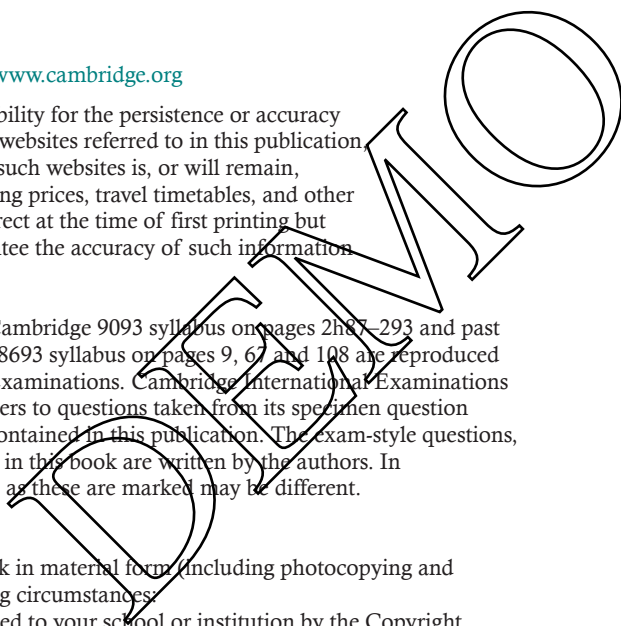 www.cambridge.org
bility for the persistence or accuracy
websites referred to in this publication,
such websites is, or will remain,
ng prices, travel timetables, and other
rect at the time of first printing but
tee the accuracy of such information
Cambridge 9093 syllabus on pages 2h87–293 and past
8693 syllabus on pages 9, 67 and 108 are reproduced
xaminations. Cambridge International Examinations
ers to questions taken from its specimen question
ontained in this publication. The exam-style questions,
in this book are written by the authors. In
as these are marked may be different.
k in material form (including photocopying and
g circumstances:
ed to your school or institution by the Copyright
DEMO